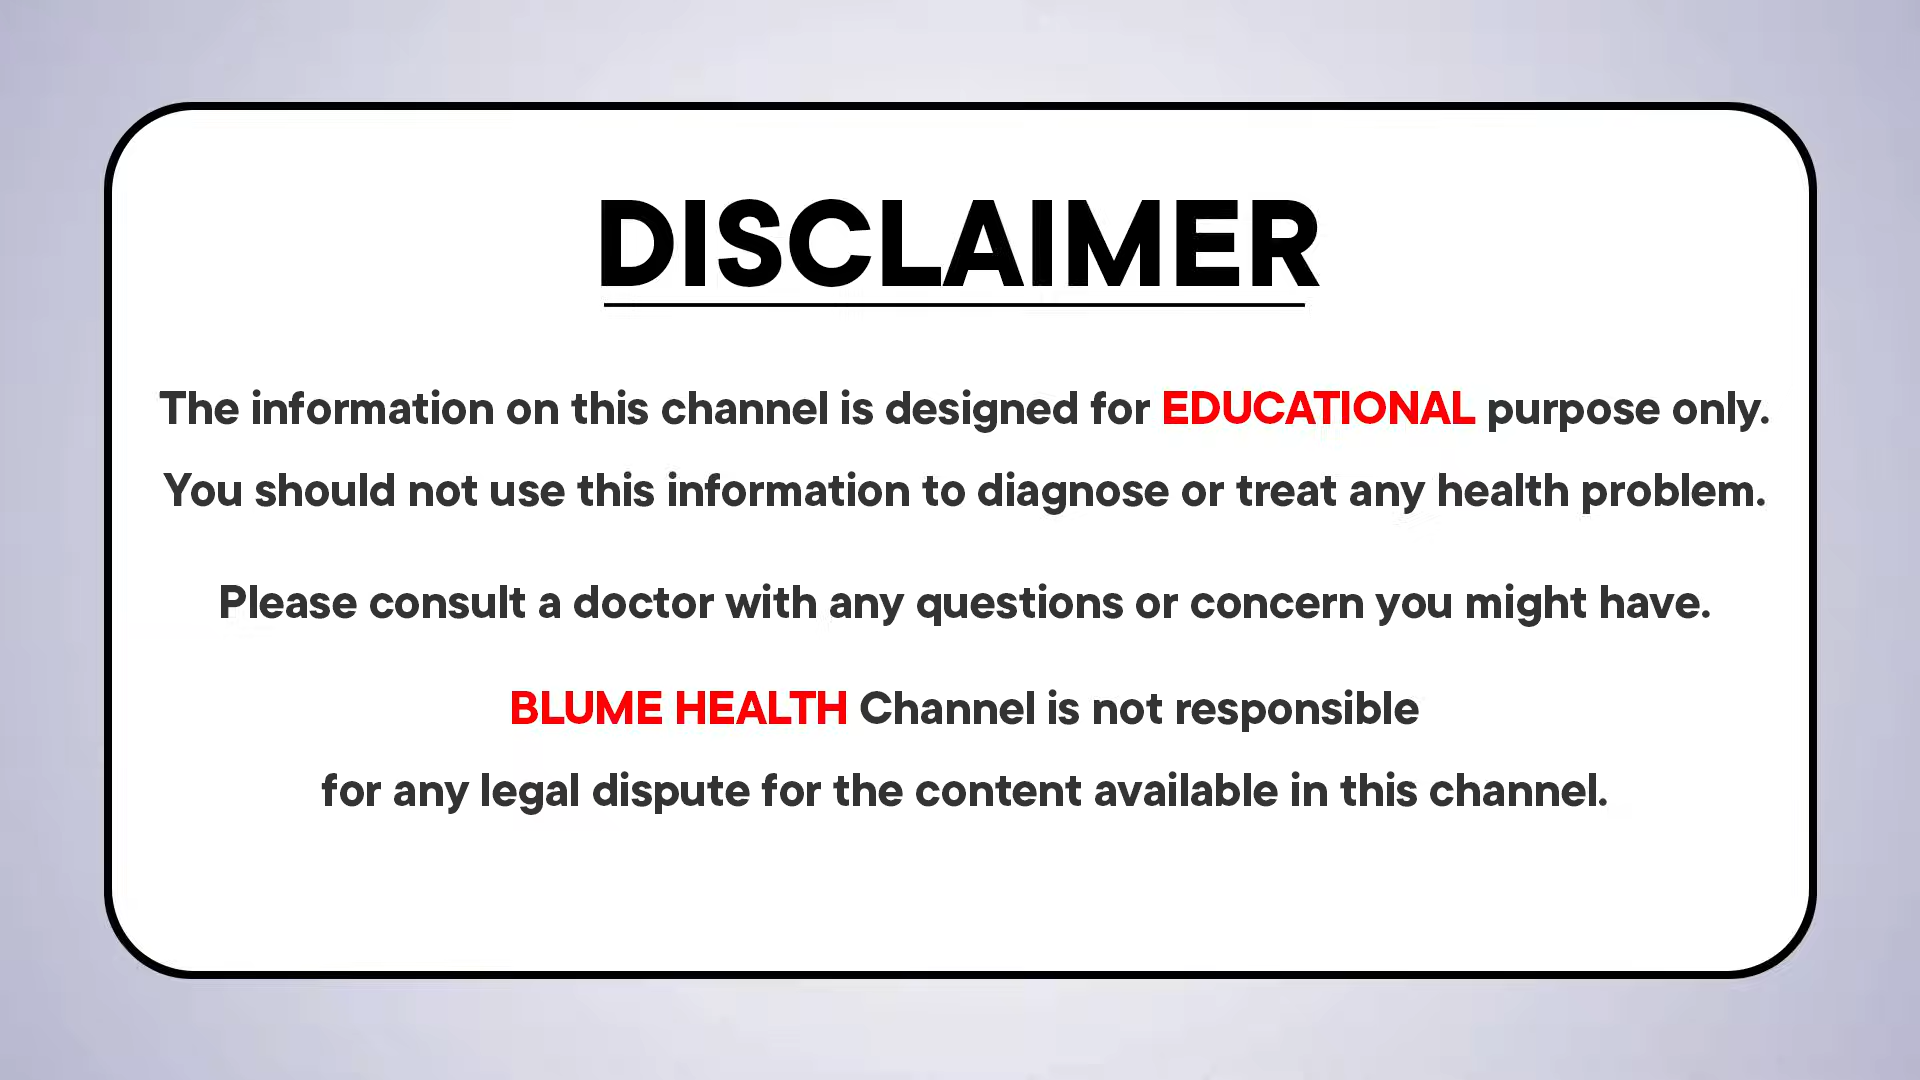 DISCLAIMER
The information on this channel is designed for EDUCATIONAL purpose only.
You should not use this information to diagnose or treat any health problem.
Please consult a doctor with any questions or concern you might have.
BLUME HEALTH Channel is not responsible
for any legal dispute for the content available in this channel.